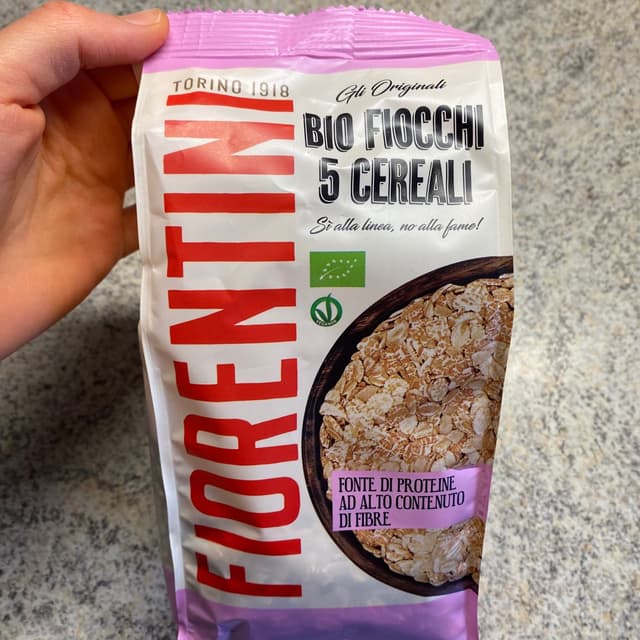 TORINO 1918
FIORENTINI
Gli Originali
BIO FIOCCHI
5 CEREALI
Sì alla linea, no alla fame!
FONTE DI PROTEINE
AD ALTO CONTENUTO
DI FIBRE